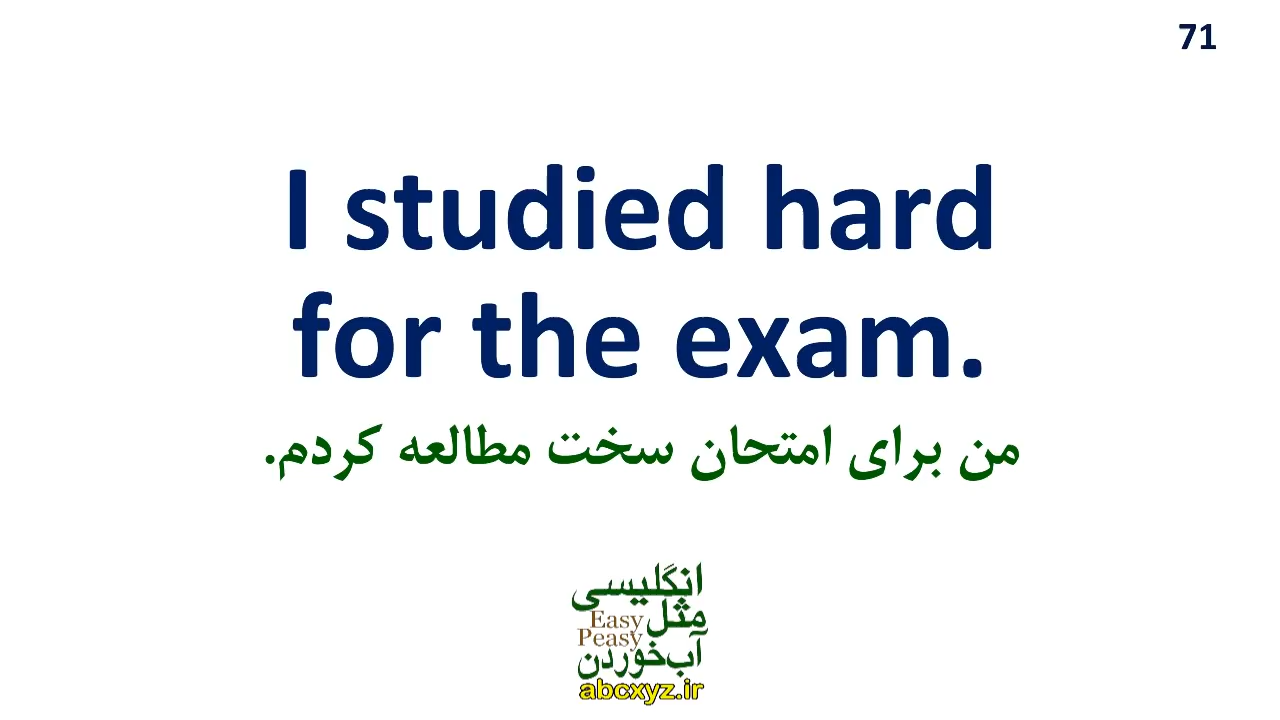 71
I studied hard
for the exam.
من برای امتحان سخت مطالعه کردم.
انگلیسی
مثل
Easy
Peasy
آب‌خوردن
abcxyz.ir